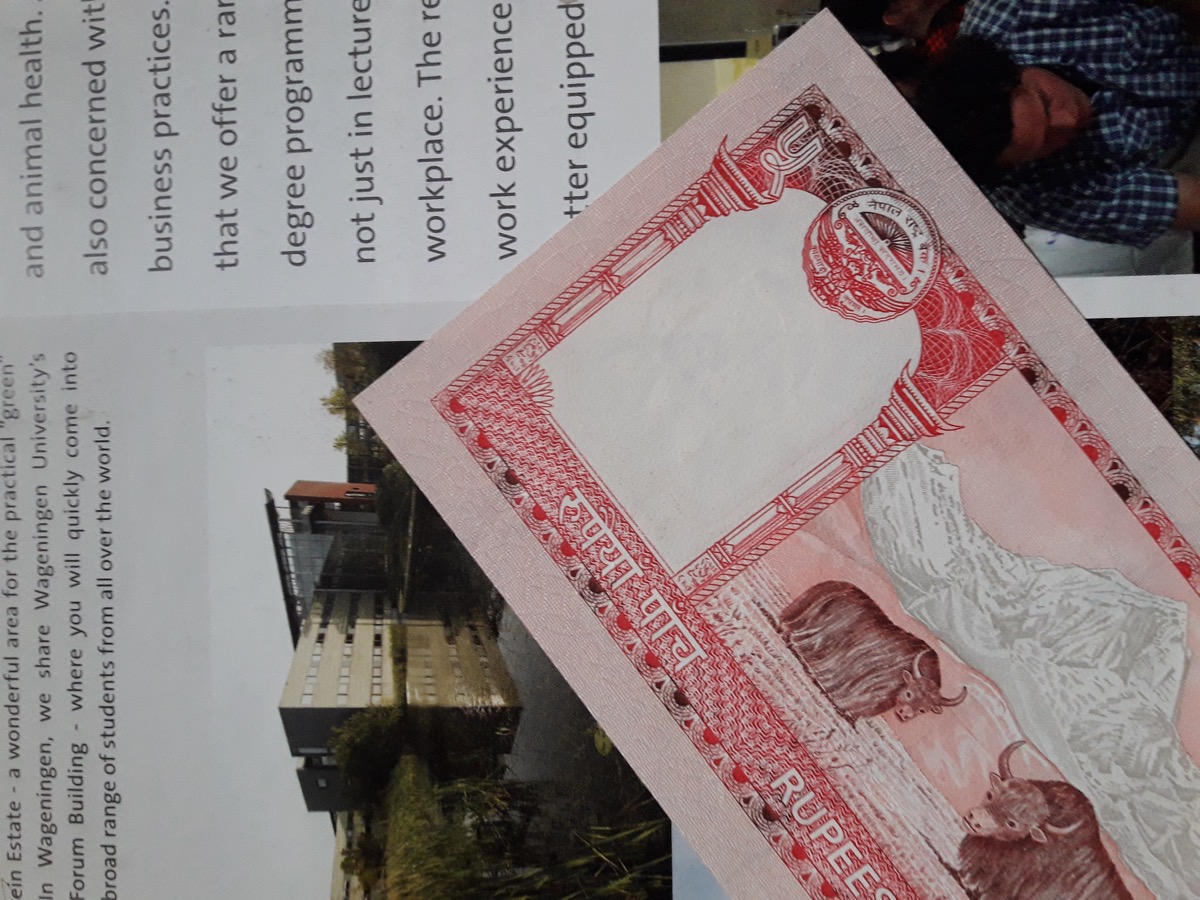 ein Estate - a wonderful area for the practical "green"
In Wageningen, we share Wageningen University's
Forum Building - where you will quickly come into
broad range of students from all over the world.
and animal health.
also concerned wit
business practices.
that we offer a ran
degree programm
not just in lecture
workplace. The re
work experience
tter equipped
RUPEES
रुपैयाँ पाँच
५